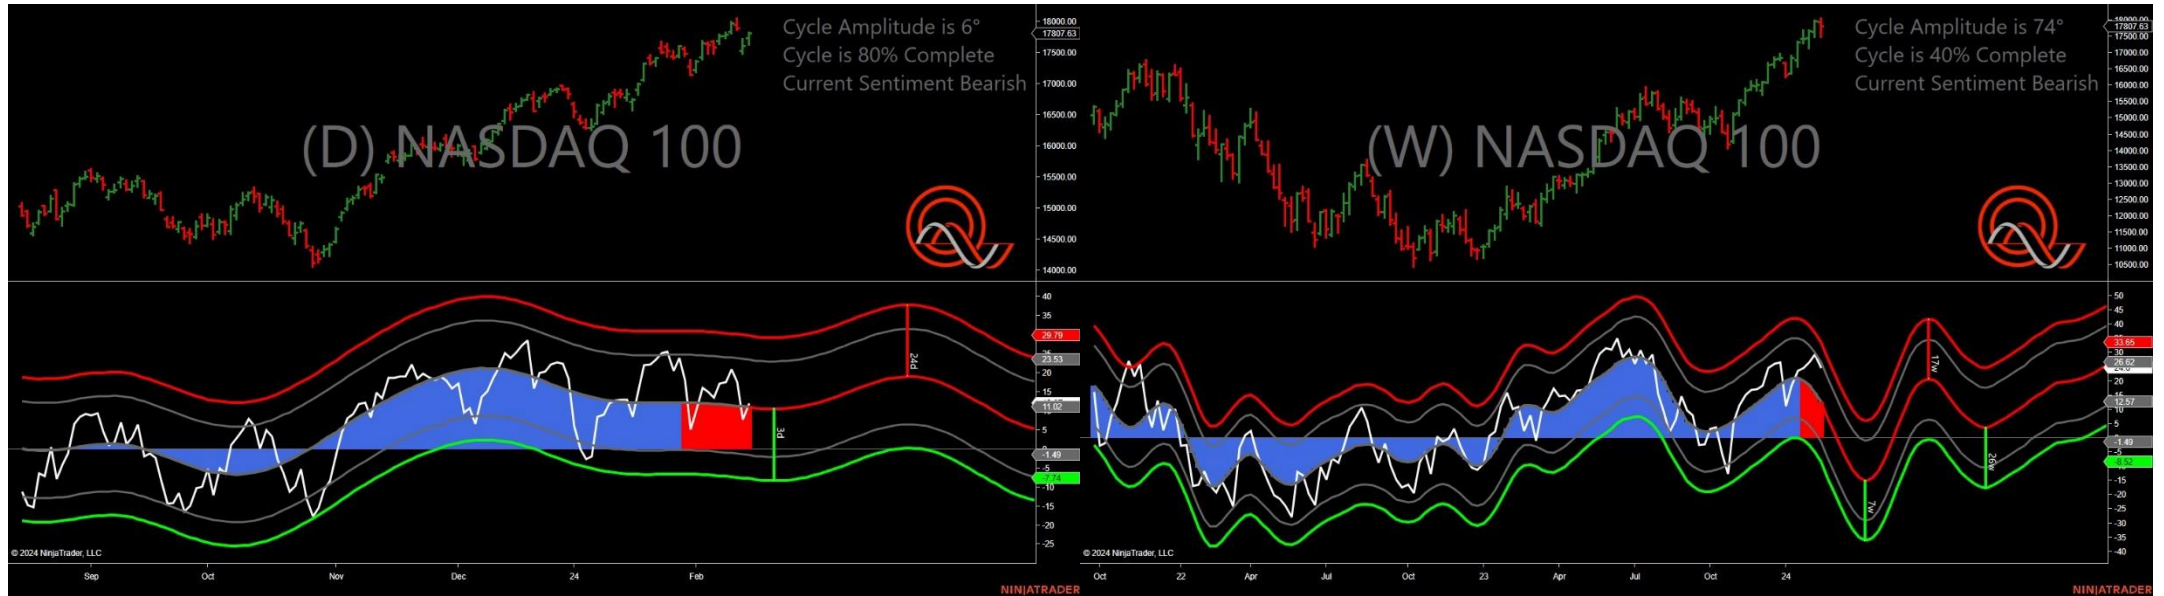 Cycle Amplitude is 6°
Cycle is 80% Complete
Current Sentiment Bearish
(D) NASDAQ 100
18000.00
17807.63
17500.00
17000.00
16500.00
16000.00
15500.00
15000.00
14500.00
14000.00
40
35
29.79
23.53
20
15
11.02
5
0
-1.49
-5
-7.74
-10
-15
-20
-25
24d
3d
© 2024 NinjaTrader, LLC
Sep
Oct
Nov
Dec
24
Feb
NINJATRADER
Cycle Amplitude is 74°
Cycle is 40% Complete
Current Sentiment Bearish
(W) NASDAQ 100
17807.63
17500.00
17000.00
16500.00
16000.00
15500.00
15000.00
14500.00
14000.00
13500.00
13000.00
12500.00
12000.00
11500.00
11000.00
10500.00
50
45
40
33.65
30
26.62
20
15
12.57
5
0
-1.49
-8.52
-15
-20
-25
-30
-35
-40
17w
7w
26w
© 2024 NinjaTrader, LLC
Oct
22
Apr
Jul
Oct
23
Apr
Jul
Oct
24
NINJATRADER